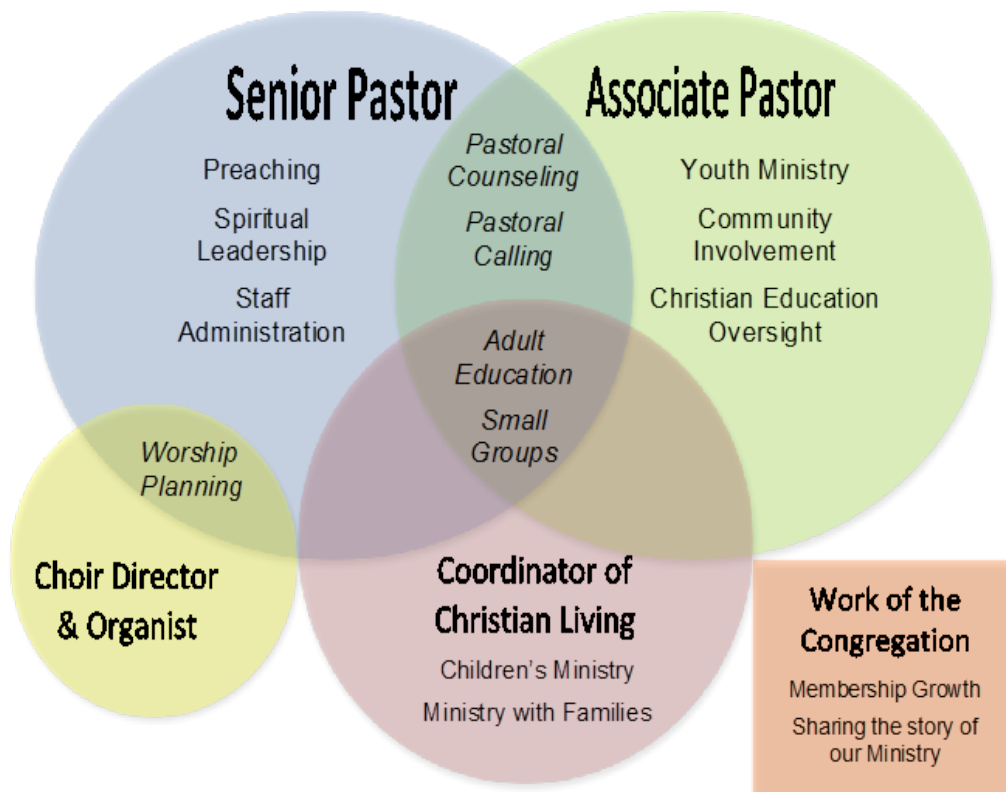 Senior Pastor
Preaching
Spiritual
Leadership
Staff
Administration
Pastoral
Counseling
Pastoral
Calling
Associate Pastor
Youth Ministry
Community
Involvement
Christian Education
Oversight
Adult
Education
Small
Groups
Worship
Planning
Choir Director
& Organist
Coordinator of
Christian Living
Children’s Ministry
Ministry with Families
Work of the
Congregation
Membership Growth
Sharing the story of
our Ministry